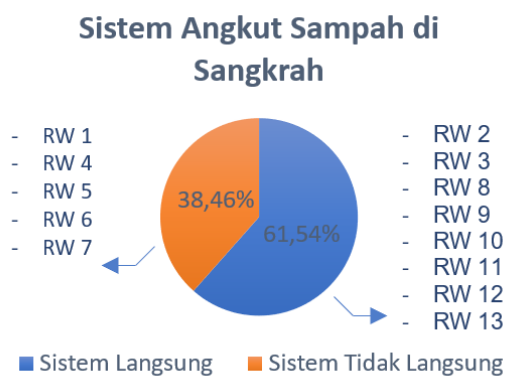 Sistem Angkut Sampah di
Sangkrah
- RW 1
- RW 4
- RW 5
- RW 6
- RW 7
38,46%
61,54%
- RW 2
- RW 3
- RW 8
- RW 9
- RW 10
- RW 11
- RW 12
- RW 13
Sistem Langsung
Sistem Tidak Langsung